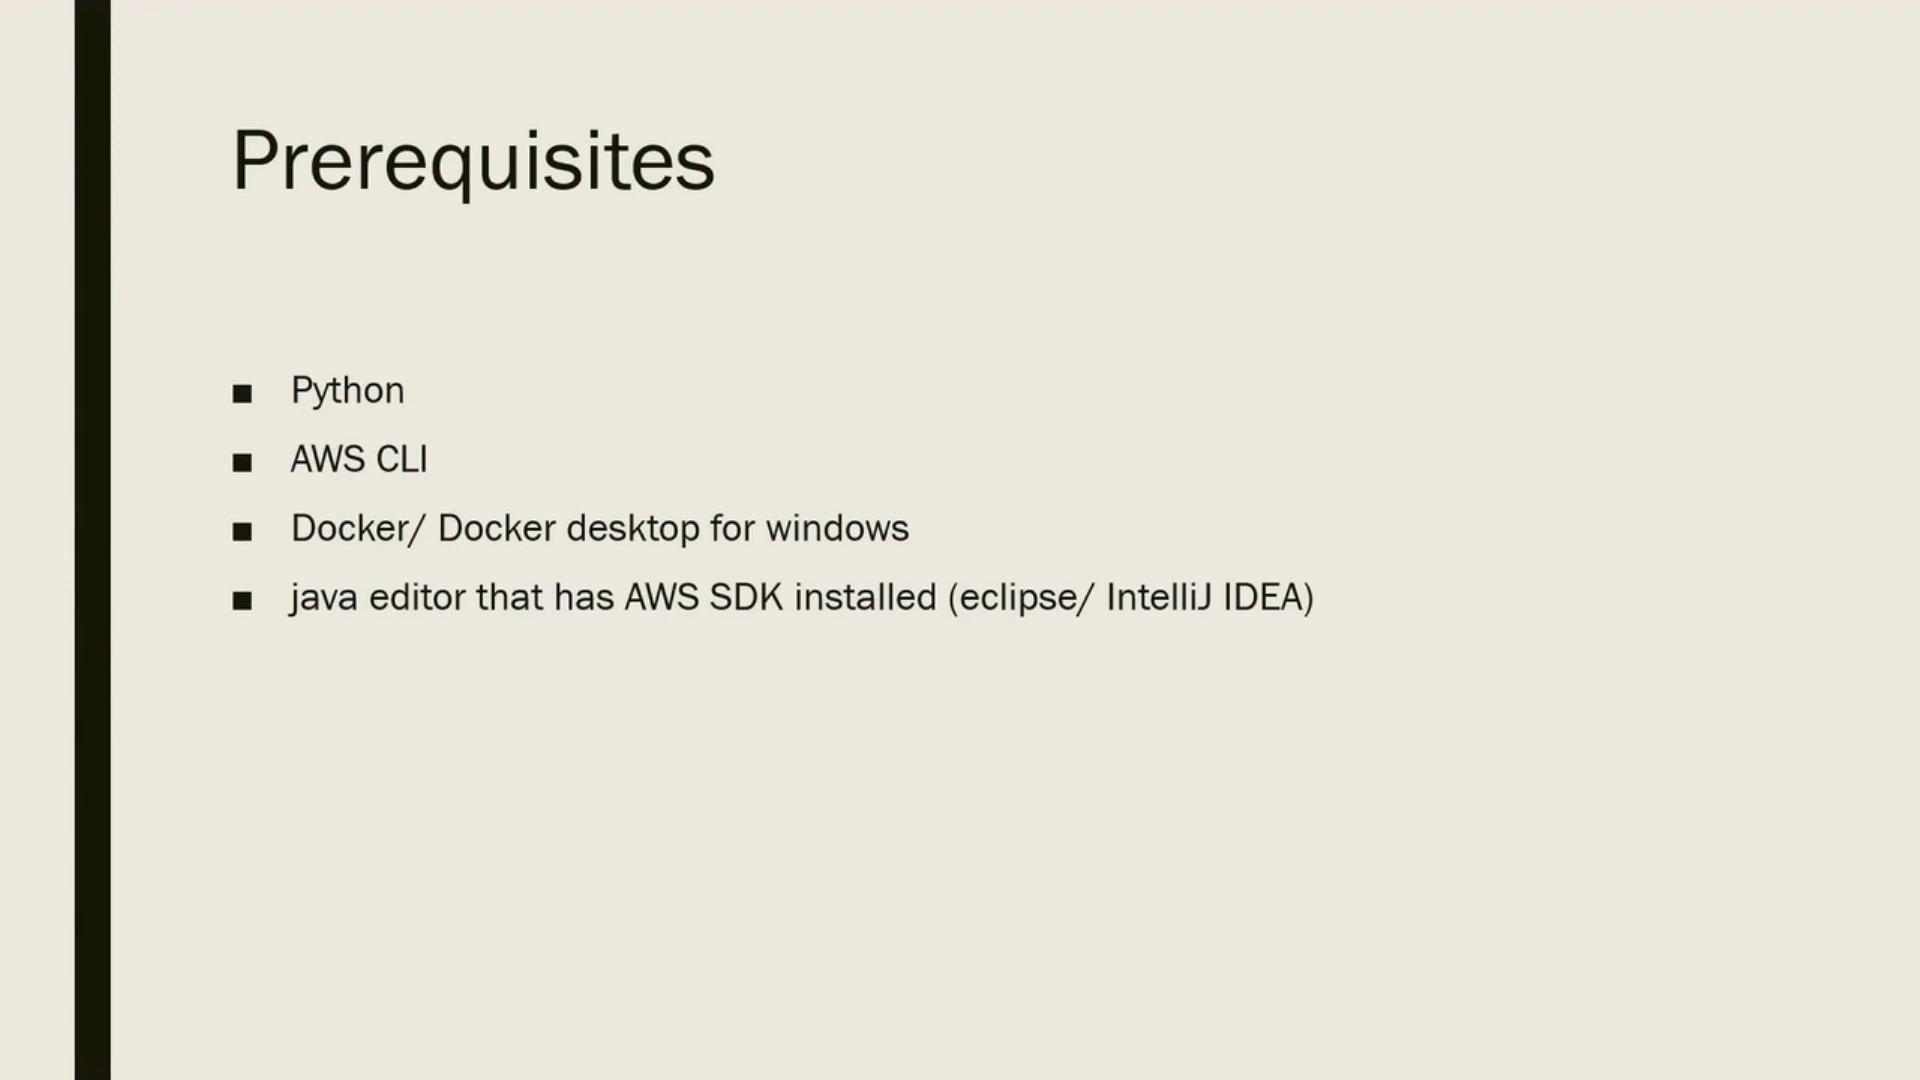 Prerequisites
■ Python
■ AWS CLI
■ Docker/ Docker desktop for windows
■ java editor that has AWS SDK installed (eclipse/ IntelliJ IDEA)